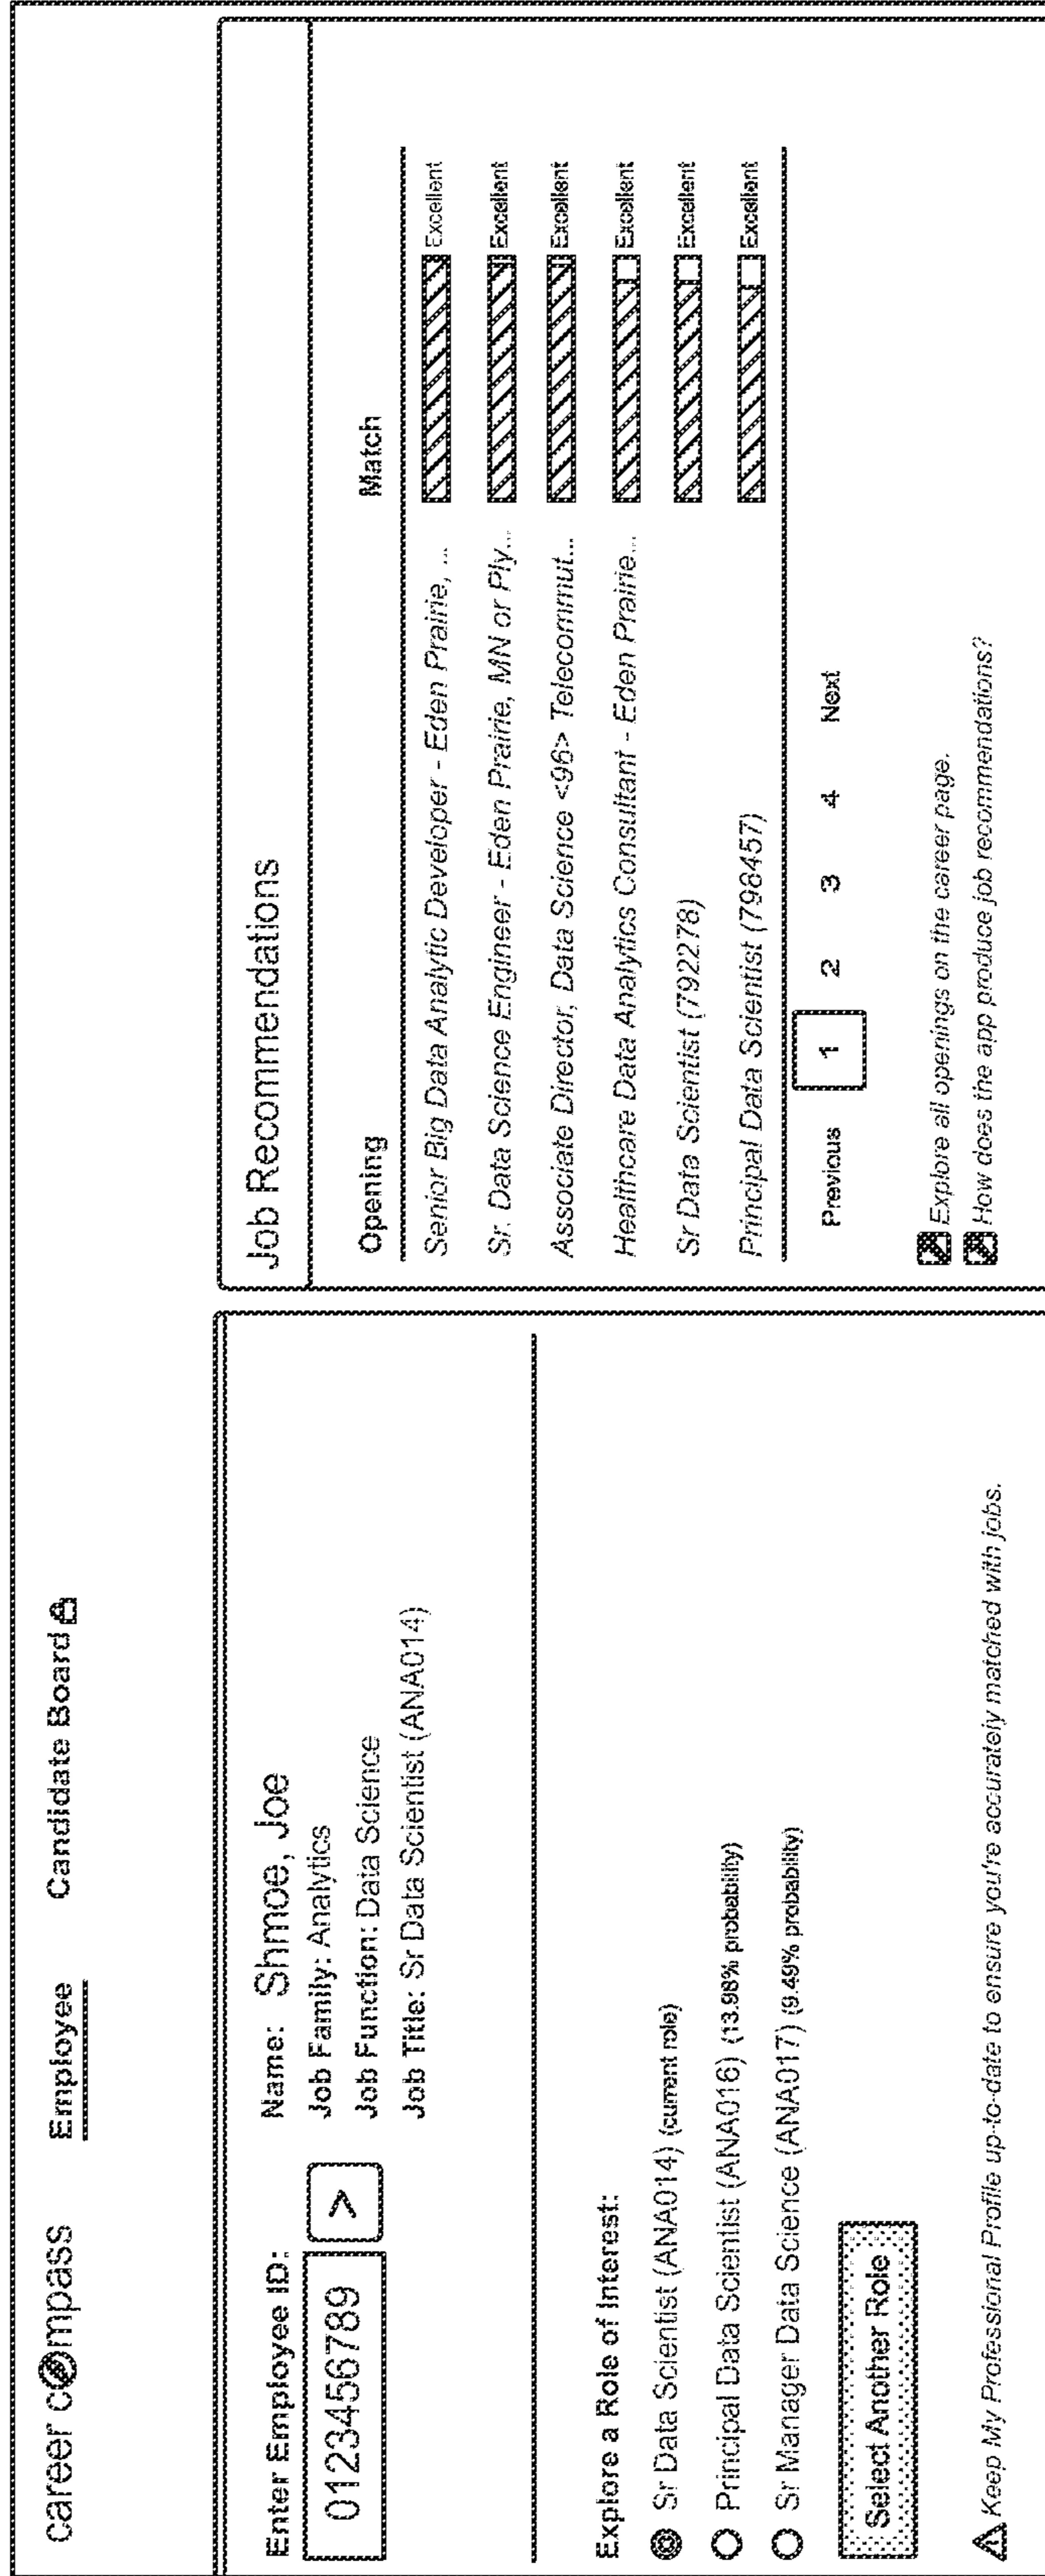 career compass Employee Candidate Board
Enter Employee ID:
0123456789 >
Name: Shmoe, Joe
Job Family: Analytics
Job Function: Data Science
Job Title: Sr Data Scientist (ANA014)
Explore a Role of Interest:
Sr Data Scientist (ANA014) (current role)
Principal Data Scientist (ANA016) (13.98% probability)
Sr Manager Data Science (ANA017) (9.49% probability)
Select Another Role
Keep My Professional Profile up-to-date to ensure you're accurately matched with jobs.
Job Recommendations
Opening Match
Senior Big Data Analytic Developer - Eden Prairie, ... Excellent
Sr. Data Science Engineer - Eden Prairie, MN or Ply... Excellent
Associate Director, Data Science <96> Telecommut... Excellent
Healthcare Data Analytics Consultant - Eden Prairie... Excellent
Sr Data Scientist (792278) Excellent
Principal Data Scientist (798457) Excellent
Previous 1 2 3 4 Next
Explore all openings on the career page.
How does the app produce job recommendations?